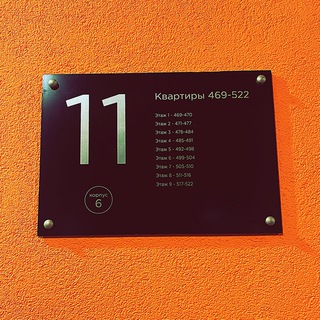 11
Квартиры 469-522
Этаж 1 - 469-470
Этаж 2 - 471-477
Этаж 3 - 478-484
Этаж 4 - 485-491
Этаж 5 - 492-498
Этаж 6 - 499-504
Этаж 7 - 505-510
Этаж 8 - 511-516
Этаж 9 - 517-522
корпус
6